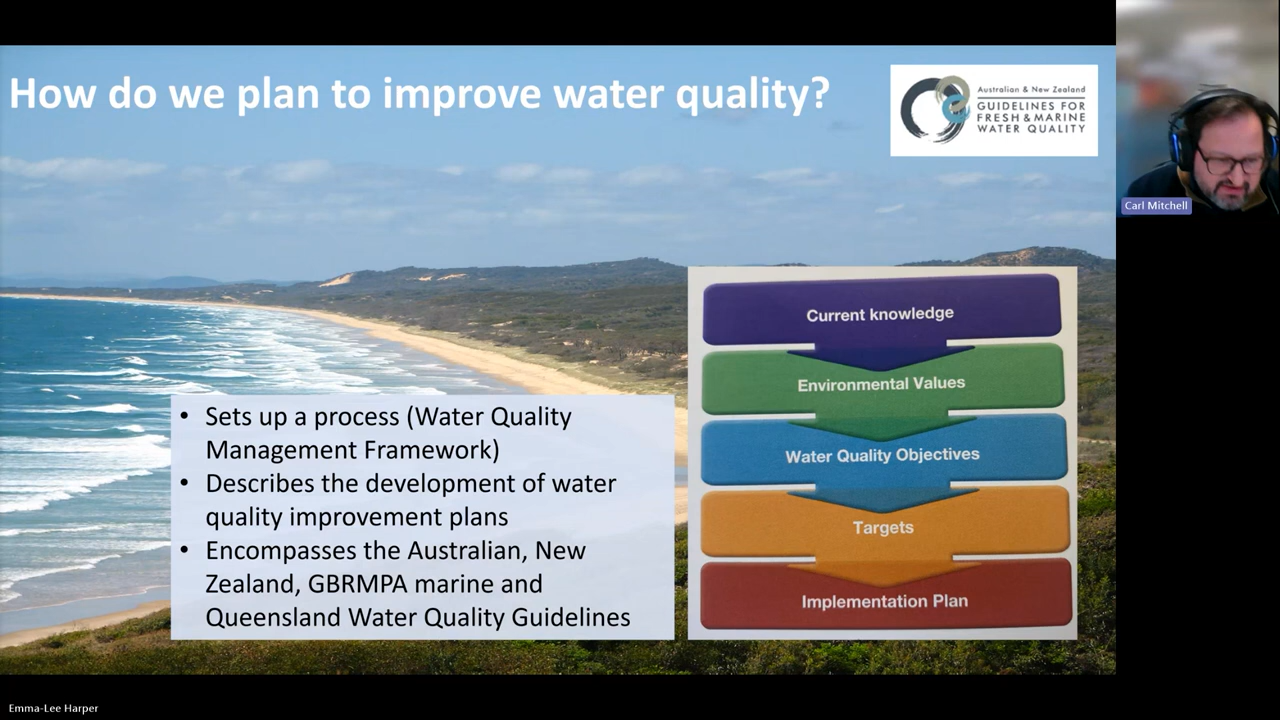 How do we plan to improve water quality?
Australian & New Zealand
GUIDELINES FOR
FRESH & MARINE
WATER QUALITY
Carl Mitchell
Current knowledge
Environmental Values
Water Quality Objectives
Targets
Implementation Plan
• Sets up a process (Water Quality
Management Framework)
• Describes the development of water
quality improvement plans
• Encompasses the Australian, New
Zealand, GBRMPA marine and
Queensland Water Quality Guidelines
Emma-Lee Harper